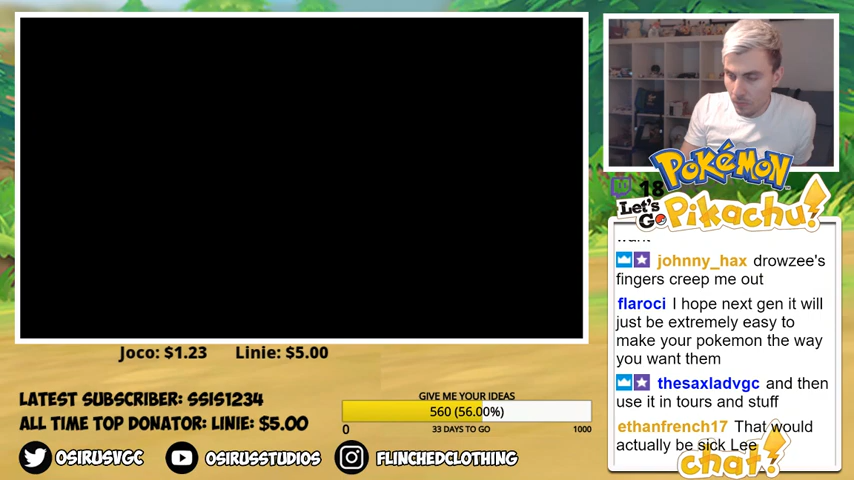 POKÉMON
18
Let's Go Pikachu!
johnny_hax drowzee's
fingers creep me out
flaroci I hope next gen it will
just be extremely easy to
make your pokemon the way
you want them
thesaxladvgc and then
use it in tours and stuff
ethanfrench17 That would
actually be sick Lee
chat!
Joco: $1.23 Linie: $5.00
LATEST SUBSCRIBER: SSIS1234
ALL TIME TOP DONATOR: LINIE: $5.00
GIVE ME YOUR IDEAS
560 (56.00%)
0 33 DAYS TO GO 1000
OSIRUSVGC OSIRUSSTUDIOS FLINCHEDCLOTHING